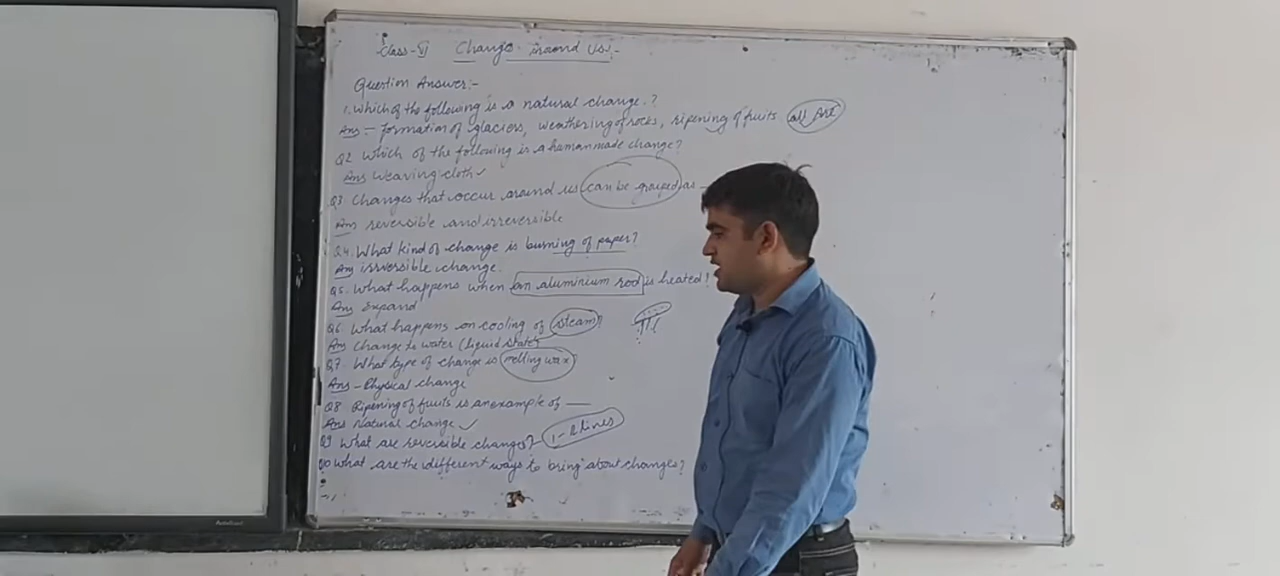 Class-VI Change around Us:-
Question Answer:-
1. Which of the following is a natural change.?
Ans:- formation of glaciers, weathering of rocks, ripening of fruits all Are
Q2 Which of the following is a human made change?
Ans Weaving cloth ✓
Q3 Changes that occur around us can be grouped as —
Ans reversible and irreversible
Q4. What kind of change is burning of paper?
Ans irrversible change.
Q5. What happens when an aluminium rod is heated!
Ans expand
Q6 What happens on cooling of steam?
Ans Change to water (liquid state)
Q7 What type of change is melting wax?
Ans - Physical change
Q8 Ripening of fruits is an example of ——
Ans Natural change ✓
Q9 What are reversible changes? 1-2 lines
Q10 What are the different ways to bring about changes?